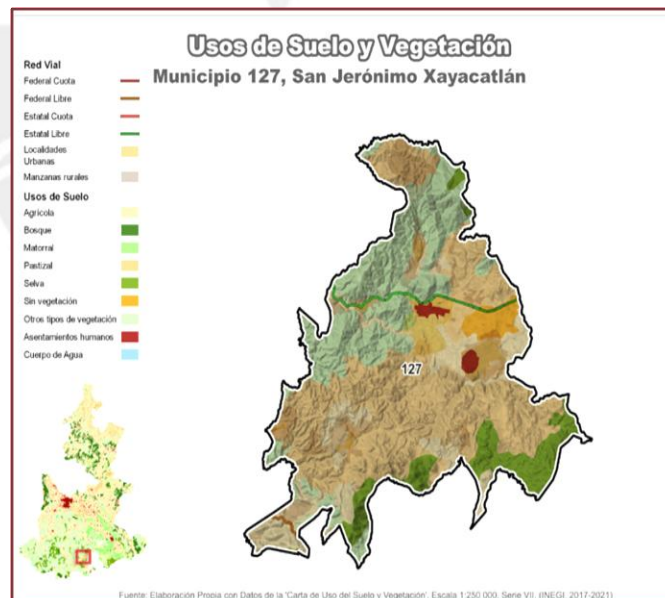 Usos de Suelo y Vegetación
Municipio 127, San Jerónimo Xayacatlán
Red Vial
Federal Cuota
Federal Libre
Estatal Cuota
Estatal Libre
Localidades
Urbanas
Manzanas rurales
Usos de Suelo
Agrícola
Bosque
Matorral
Pastizal
Selva
Sin vegetación
Otros tipos de vegetación
Asentamientos humanos
Cuerpo de Agua
127
Fuente: Elaboración Propia con Datos de la 'Carta de Uso del Suelo y Vegetación'. Escala 1:250 000. Serie VII. (INEGI, 2017-2021)